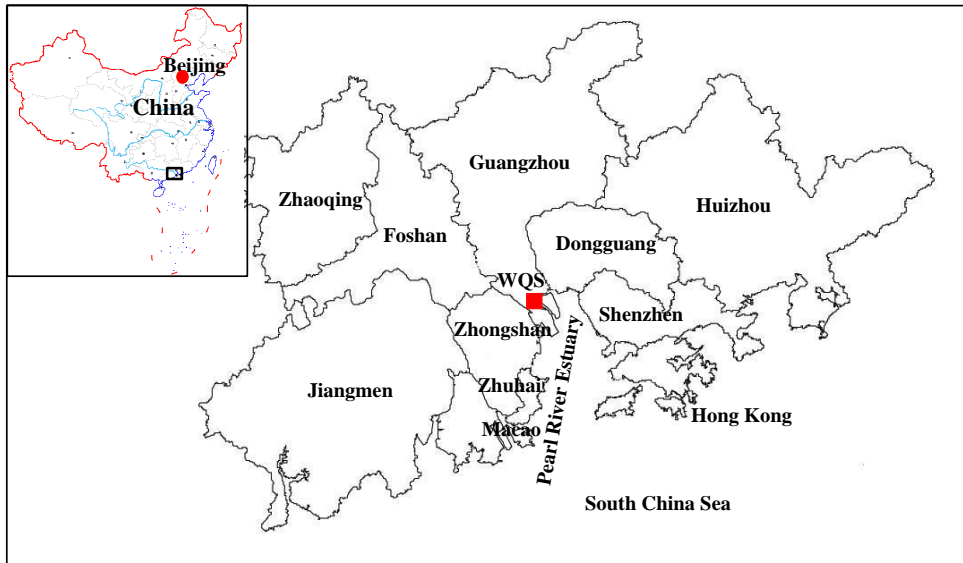 Beijing
China
Guangzhou
Zhaoqing
Huizhou
Foshan
Dongguang
WQS
Shenzhen
Zhongshan
Zhuhai
Jiangmen
Pearl River Estuary
Hong Kong
Macao
South China Sea